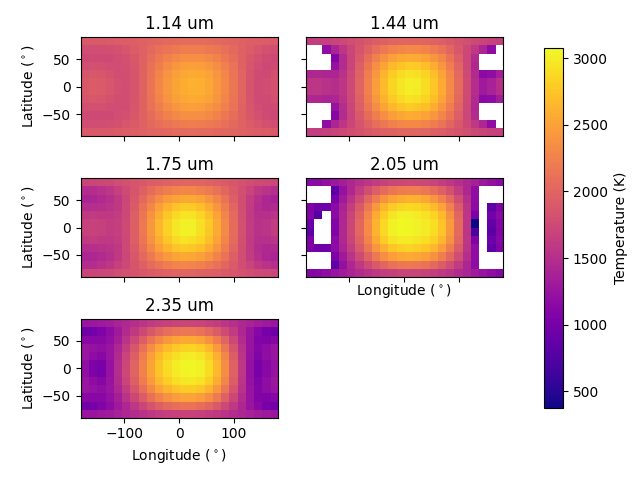 1.14 um
1.44 um
Latitude (°)
50
0
−50
1.75 um
2.05 um
Latitude (°)
50
0
−50
Longitude (°)
2.35 um
Latitude (°)
50
0
−50
−100
0
100
Longitude (°)
3000
2500
2000
1500
1000
500
Temperature (K)